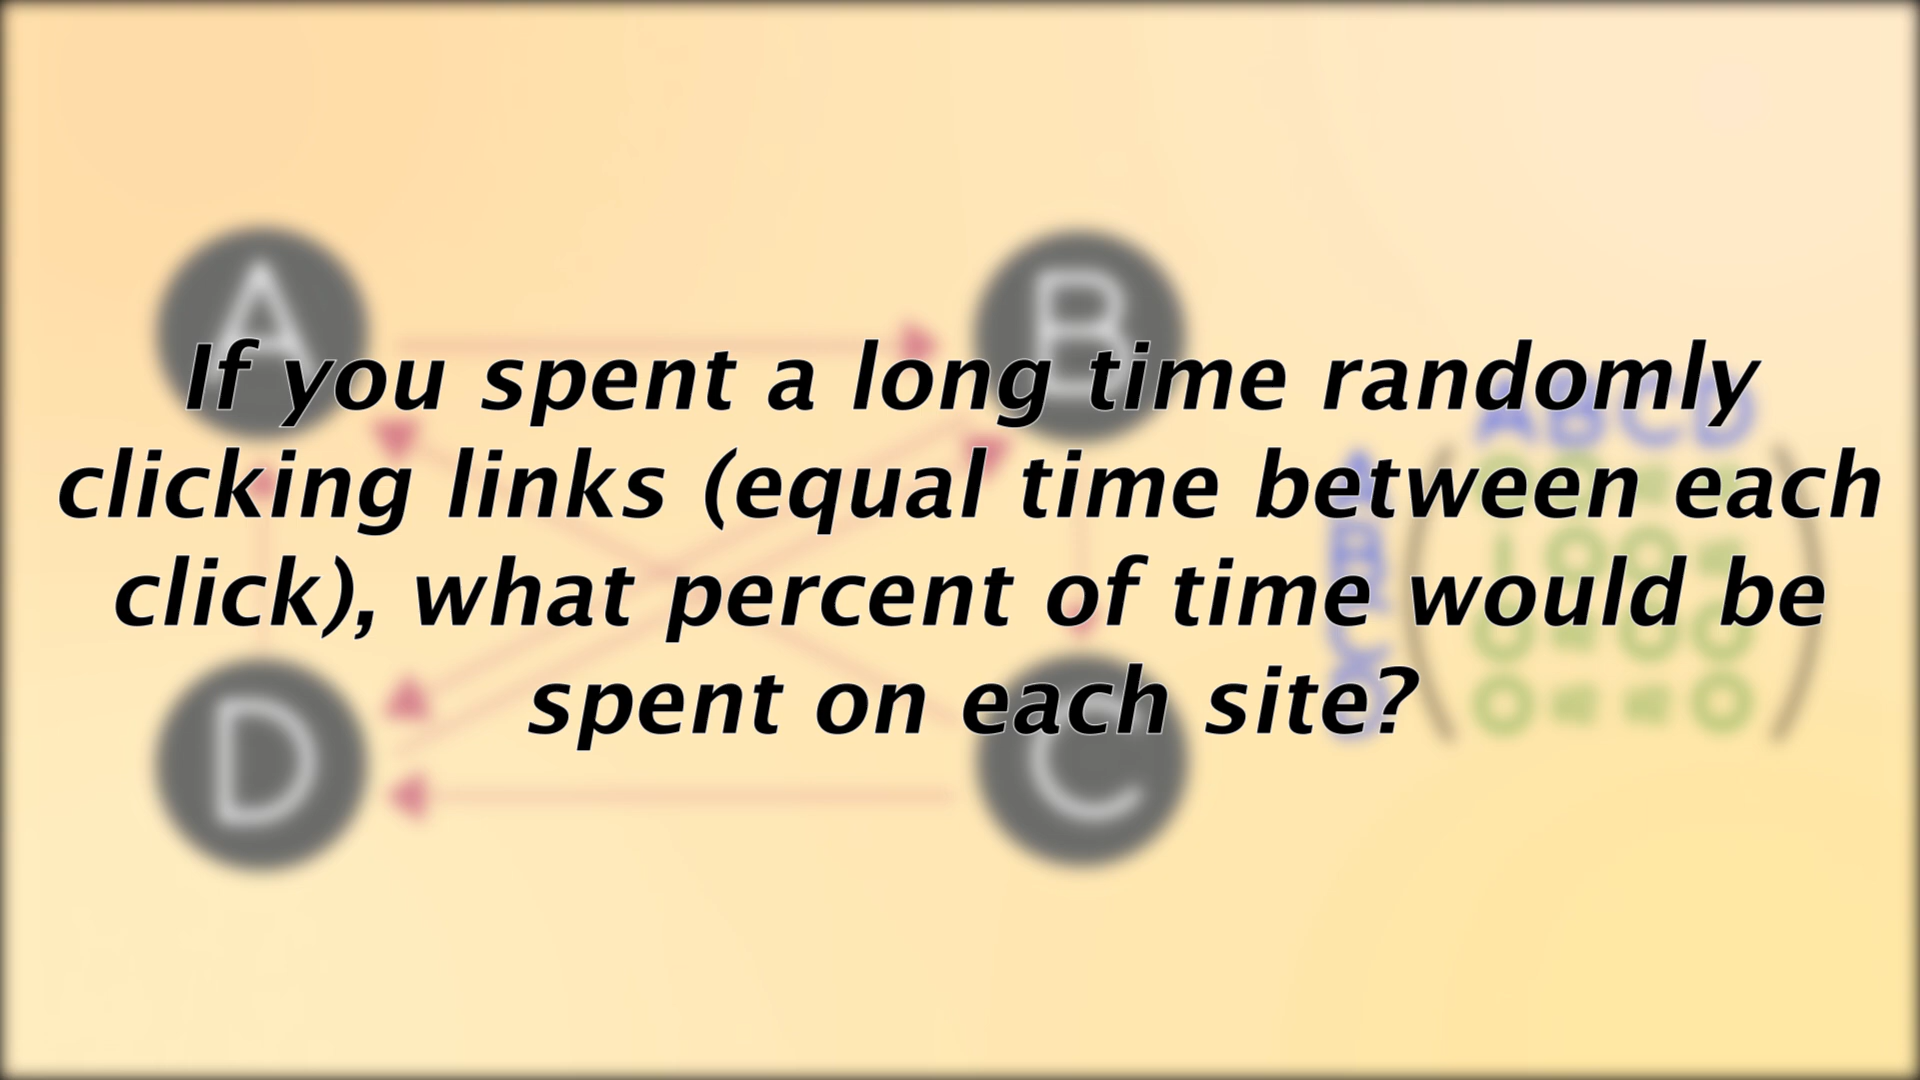 A
B
If you spent a long time randomly
clicking links (equal time between each
click), what percent of time would be
spent on each site?
D
C
A B C D